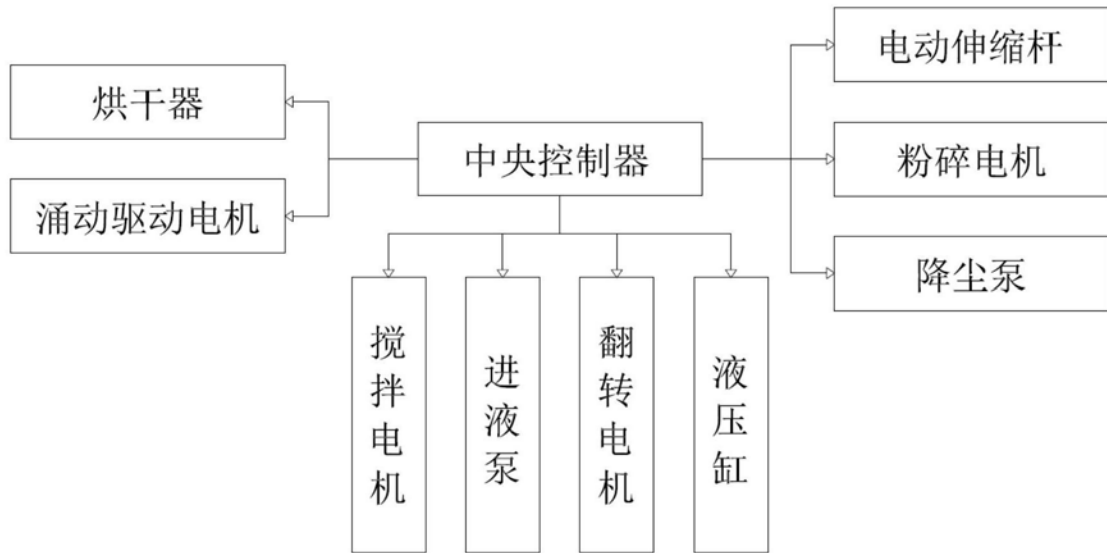 电动伸缩杆
烘干器
中央控制器
粉碎电机
涌动驱动电机
降尘泵
搅拌电机
进液泵
翻转电机
液压缸